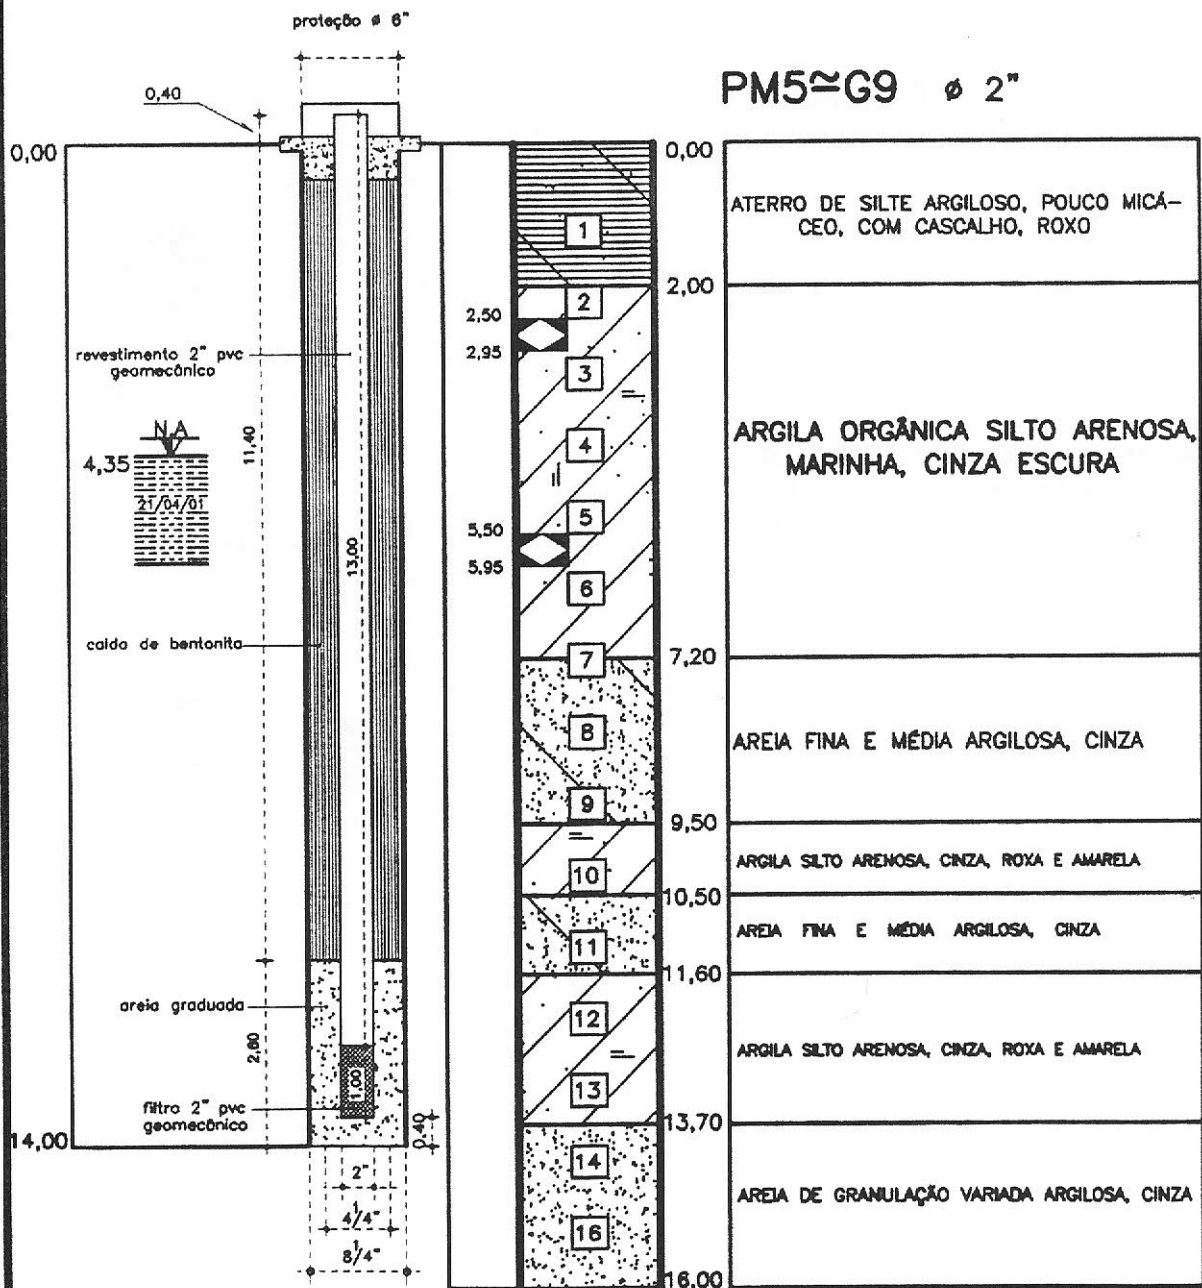 proteção ø 6"
PM5≃G9 ø 2"
0,40
0,00
revestimento 2" pvc
geomecânico
11,40
N.A
4,35
21/04/01
13,00
calda de bentonita
areia graduada
2,60
1,00
filtro 2" pvc
geomecânico
0,40
14,00
2"
4 1/4"
8 1/4"
2,50
2,95
5,50
5,95
1
2
3
4
5
6
7
8
9
10
11
12
13
14
16
0,00
ATERRO DE SILTE ARGILOSO, POUCO MICÁ-
CEO, COM CASCALHO, ROXO
2,00
ARGILA ORGÂNICA SILTO ARENOSA,
MARINHA, CINZA ESCURA
7,20
AREIA FINA E MÉDIA ARGILOSA, CINZA
9,50
ARGILA SILTO ARENOSA, CINZA, ROXA E AMARELA
10,50
AREIA FINA E MÉDIA ARGILOSA, CINZA
11,60
ARGILA SILTO ARENOSA, CINZA, ROXA E AMARELA
13,70
AREIA DE GRANULAÇÃO VARIADA ARGILOSA, CINZA
16,00